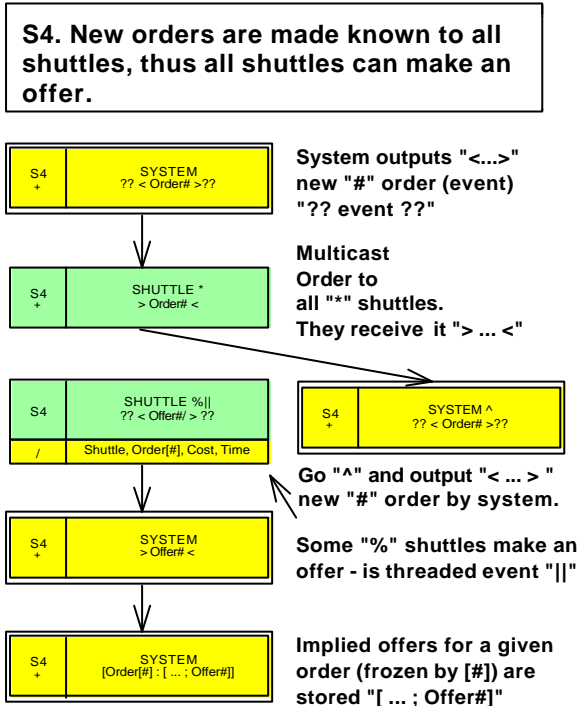 S4. New orders are made known to all
shuttles, thus all shuttles can make an
offer.
S4
+
SYSTEM
?? < Order# >??
System outputs "<...>"
new "#" order (event)
"?? event ??"
S4
+
SHUTTLE *
> Order# <
Multicast
Order to
all "*" shuttles.
They receive it "> ... <"
S4
SHUTTLE %||
?? < Offer#/ > ??
/
Shuttle, Order[#], Cost, Time
S4
+
SYSTEM ^
?? < Order# >??
Go "^" and output "< ... > "
new "#" order by system.
S4
+
SYSTEM
> Offer# <
Some "%" shuttles make an
offer - is threaded event "||"
S4
+
SYSTEM
[Order[#] : [ ... ; Offer#]]
Implied offers for a given
order (frozen by [#]) are
stored "[ ... ; Offer#]"